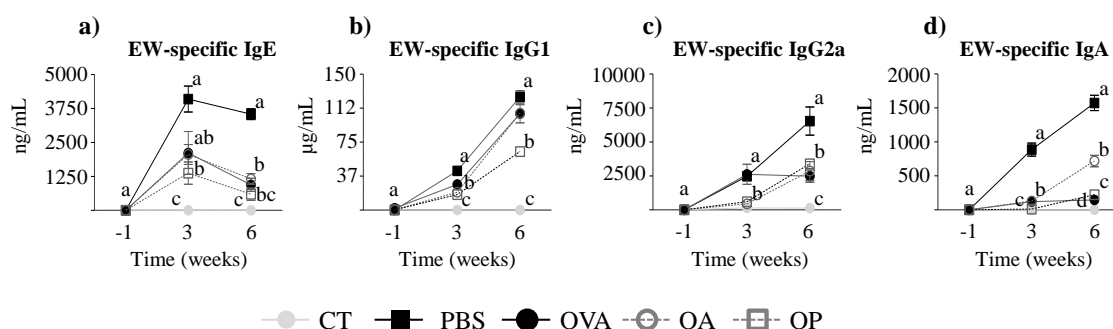 a) b) c) d)
EW-specific IgE EW-specific IgG1 EW-specific IgG2a EW-specific IgA
ng/mL
5000
3750
2500
1250
a
a
a
ab
b
b
bc
c
c
-1 3 6
Time (weeks)
µg/mL
150
112
75
37
a
a
a
b
b
c
c
-1 3 6
Time (weeks)
ng/mL
10000
7500
5000
2500
a
a
a
b
b
c
c
-1 3 6
Time (weeks)
ng/mL
2000
1500
1000
500
a
a
a
b
b
c
c
d
-1 3 6
Time (weeks)
CT PBS OVA OA OP